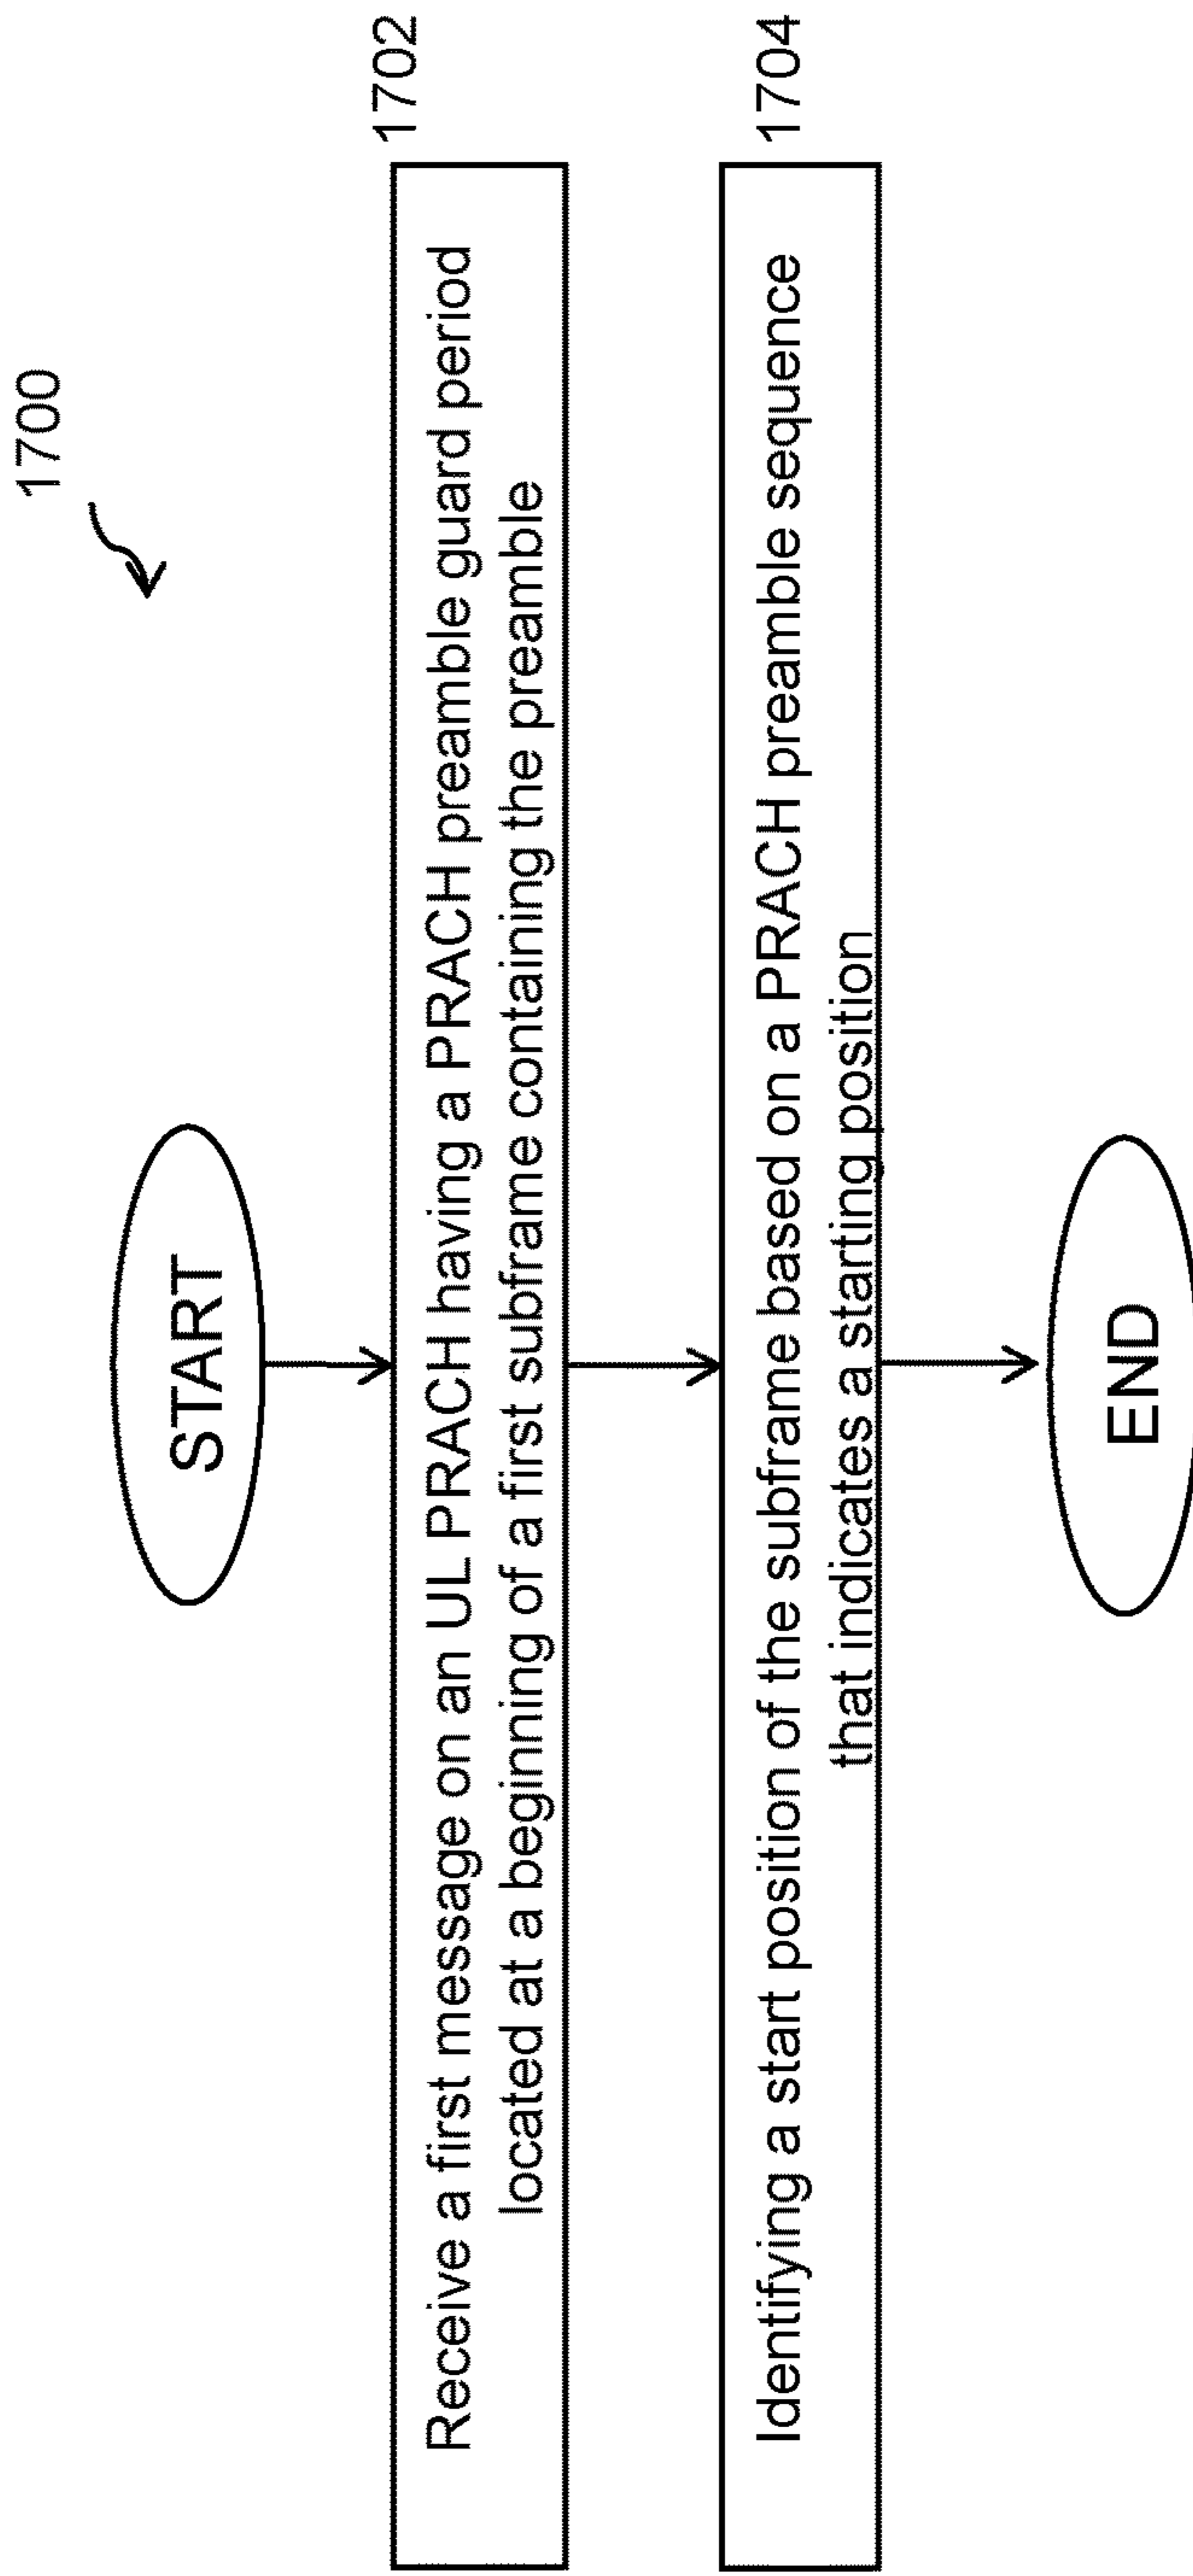 1700
START
1702
Receive a first message on an UL PRACH having a PRACH preamble guard period
located at a beginning of a first subframe containing the preamble
1704
Identifying a start position of the subframe based on a PRACH preamble sequence
that indicates a starting position
END